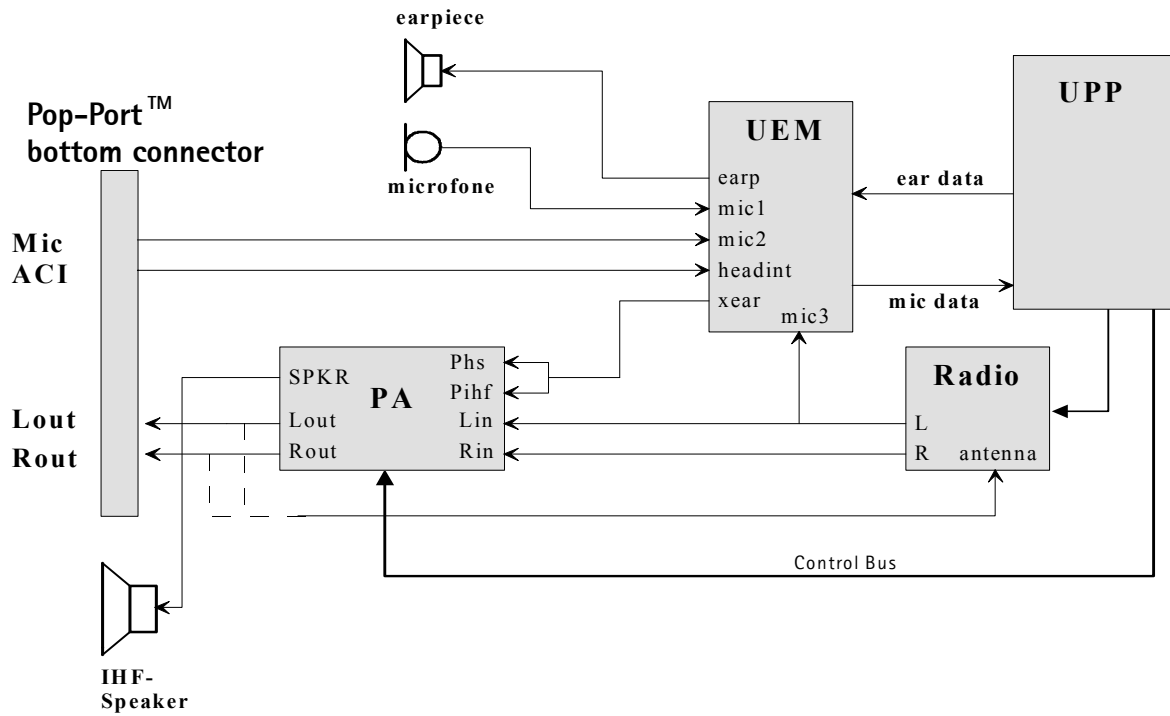 earpiece
UPP
Pop-Port™
bottom connector
UEM
microfone
earp
mic1
mic2
headint
xear
mic3
ear data
mic data
Mic
ACI
SPKR
PA
Phs
Pihf
Lout
Lin
Rout
Rin
Radio
L
R
antenna
Lout
Rout
Control Bus
IHF-
Speaker